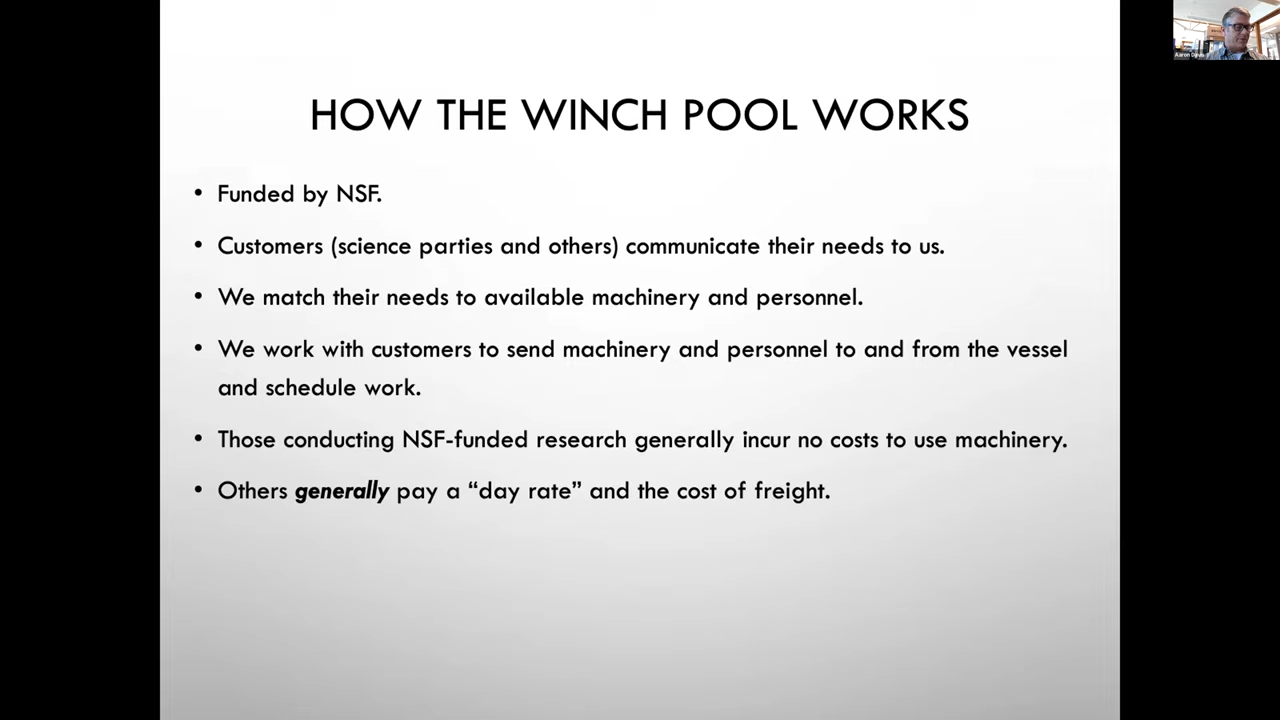 Aaron Davis
HOW THE WINCH POOL WORKS
• Funded by NSF.
• Customers (science parties and others) communicate their needs to us.
• We match their needs to available machinery and personnel.
• We work with customers to send machinery and personnel to and from the vessel
and schedule work.
• Those conducting NSF-funded research generally incur no costs to use machinery.
• Others generally pay a “day rate” and the cost of freight.